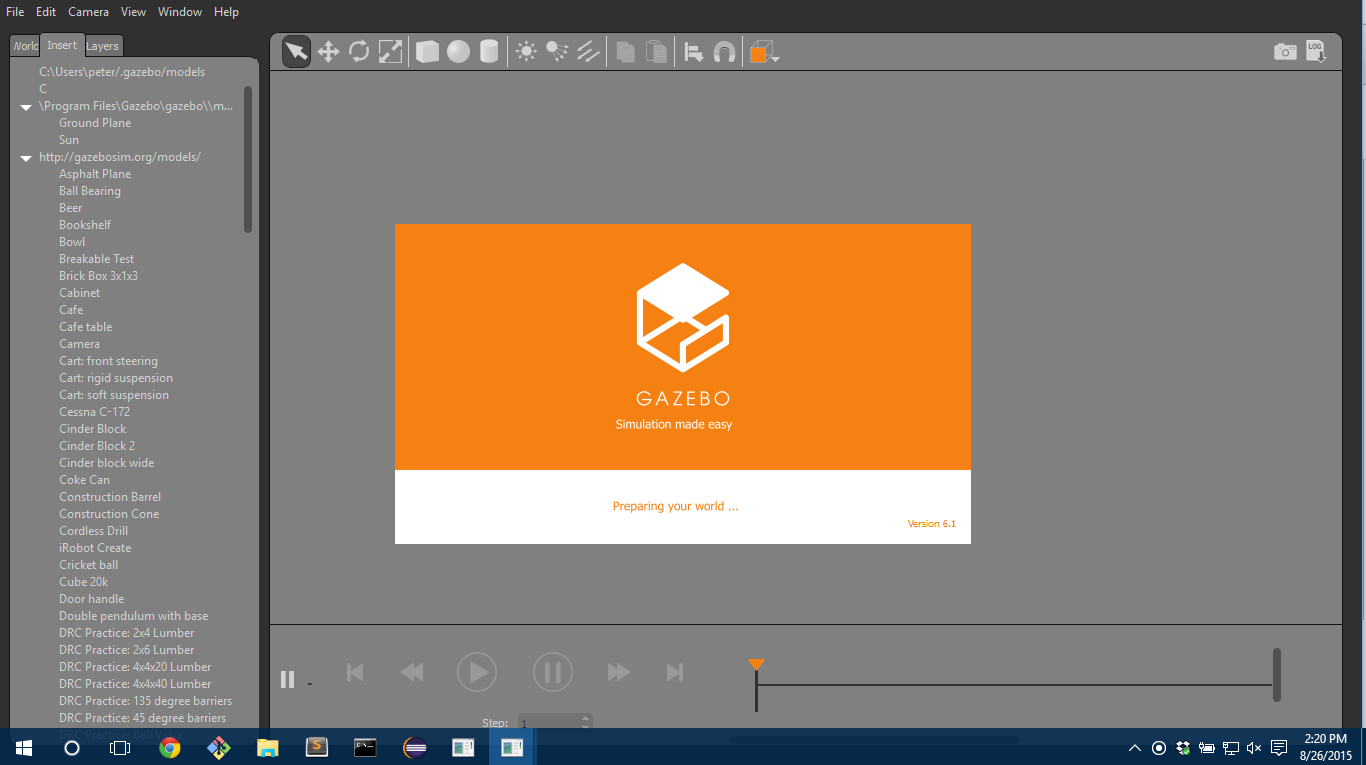 File Edit Camera View Window Help
World Insert Layers
C:\Users\peter/.gazebo/models
C
\Program Files\Gazebo\gazebo\\m...
Ground Plane
Sun
http://gazebosim.org/models/
Asphalt Plane
Ball Bearing
Beer
Bookshelf
Bowl
Breakable Test
Brick Box 3x1x3
Cabinet
Cafe
Cafe table
Camera
Cart: front steering
Cart: rigid suspension
Cart: soft suspension
Cessna C-172
Cinder Block
Cinder Block 2
Cinder block wide
Coke Can
Construction Barrel
Construction Cone
Cordless Drill
iRobot Create
Cricket ball
Cube 20k
Door handle
Double pendulum with base
DRC Practice: 2x4 Lumber
DRC Practice: 2x6 Lumber
DRC Practice: 4x4x20 Lumber
DRC Practice: 4x4x40 Lumber
DRC Practice: 135 degree barriers
DRC Practice: 45 degree barriers
DRC Practice: Ball Valve
LOG
GAZEBO
Simulation made easy
Preparing your world ...
Version 6.1
Step: 1
2:20 PM
8/26/2015